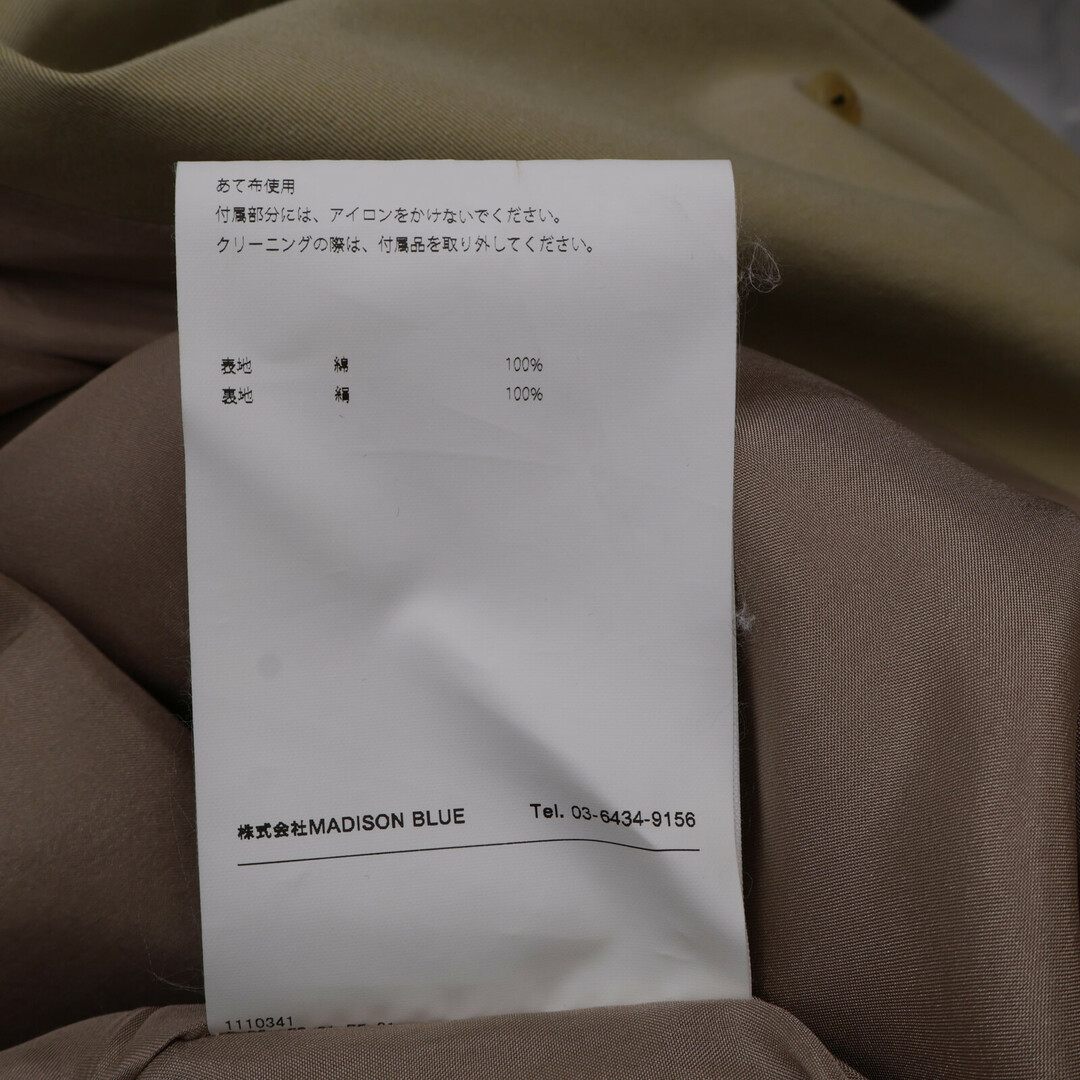 あて布使用
付属部分には、アイロンをかけないでください。
クリーニングの際は、付属品を取り外してください。
表地 綿 100%
裏地 絹 100%
株式会社MADISON BLUE Tel. 03-6434-9156
1110341